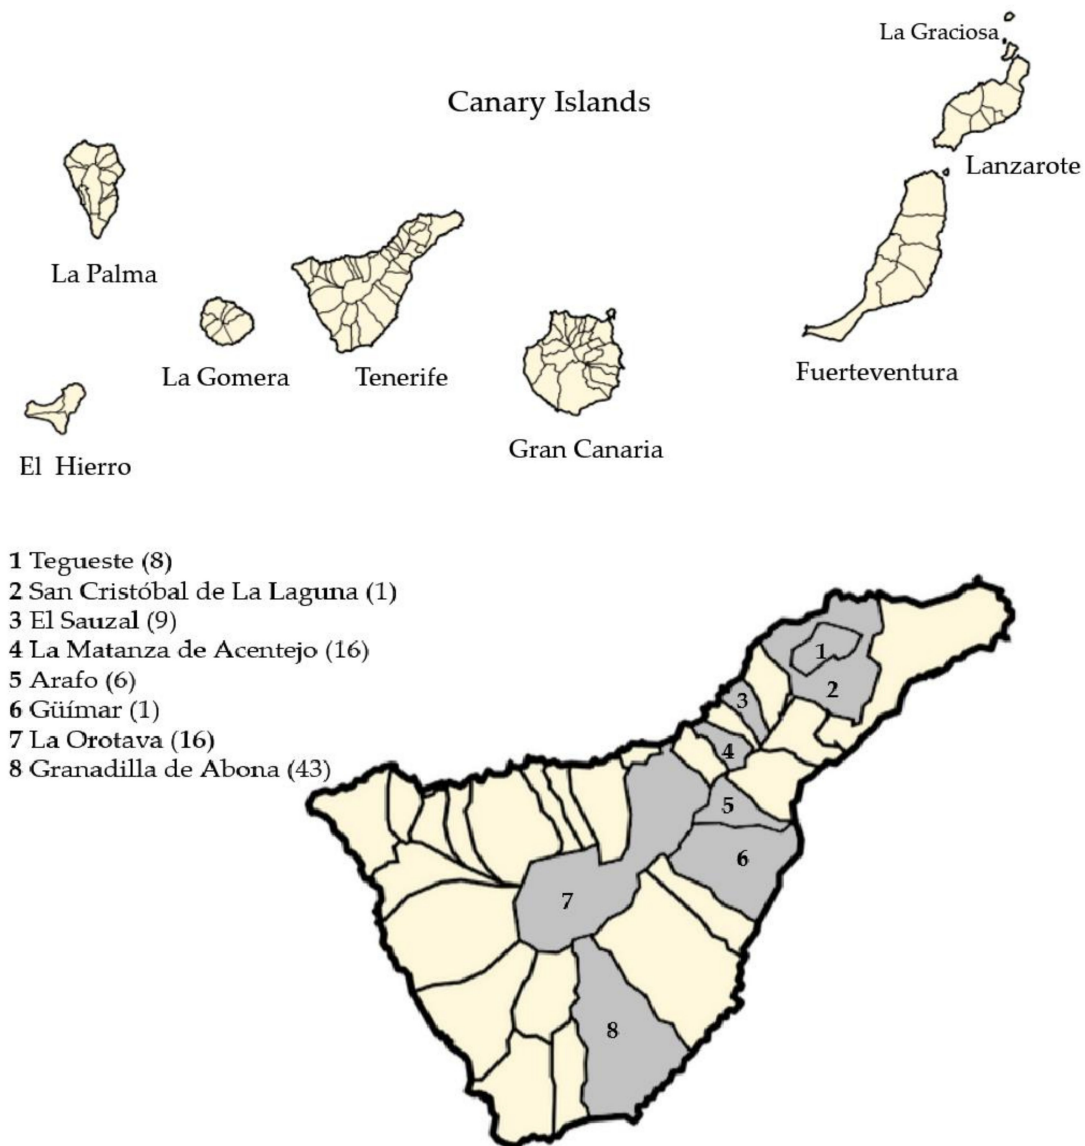 La Graciosa
Canary Islands
Lanzarote
La Palma
La Gomera
Tenerife
Fuerteventura
Gran Canaria
El Hierro
1 Tegueste (8)
2 San Cristóbal de La Laguna (1)
3 El Sauzal (9)
4 La Matanza de Acentejo (16)
5 Arafo (6)
6 Güímar (1)
7 La Orotava (16)
8 Granadilla de Abona (43)
1
2
3
4
5
6
7
8